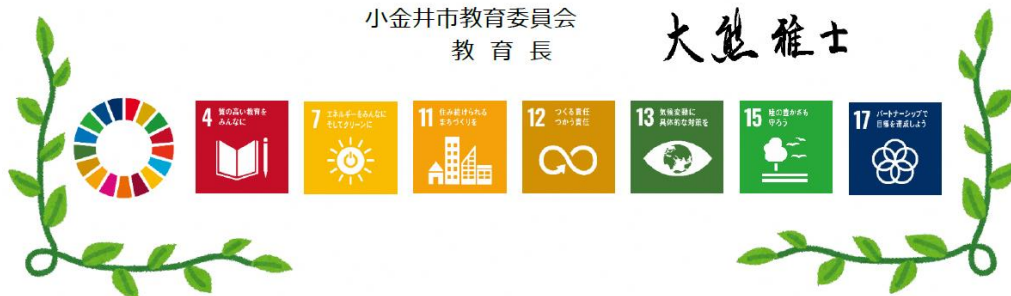 小金井市教育委員会
教育長
大熊雅士
4 質の高い教育を
みんなに
7 エネルギーをみんなに
そしてクリーンに
11 住み続けられる
まちづくりを
12 つくる責任
つかう責任
13 気候変動に
具体的な対策を
15 陸の豊かさも
守ろう
17 パートナーシップで
目標を達成しよう